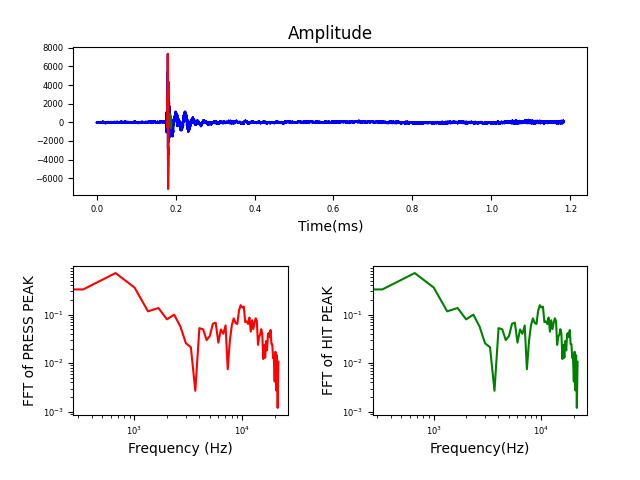 Amplitude
8000
6000
4000
2000
0
−2000
−4000
−6000
0.0 0.2 0.4 0.6 0.8 1.0 1.2
Time(ms)
FFT of PRESS PEAK
10⁻¹
10⁻²
10⁻³
10³ 10⁴
Frequency (Hz)
FFT of HIT PEAK
10⁻¹
10⁻²
10⁻³
10³ 10⁴
Frequency(Hz)